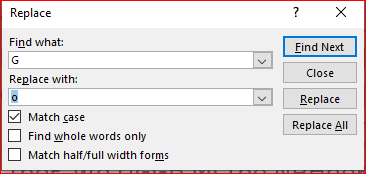 Replace
Find what:
G
Find Next
Close
Replace with:
o
Replace
Match case
Replace All
Find whole words only
Match half/full width forms